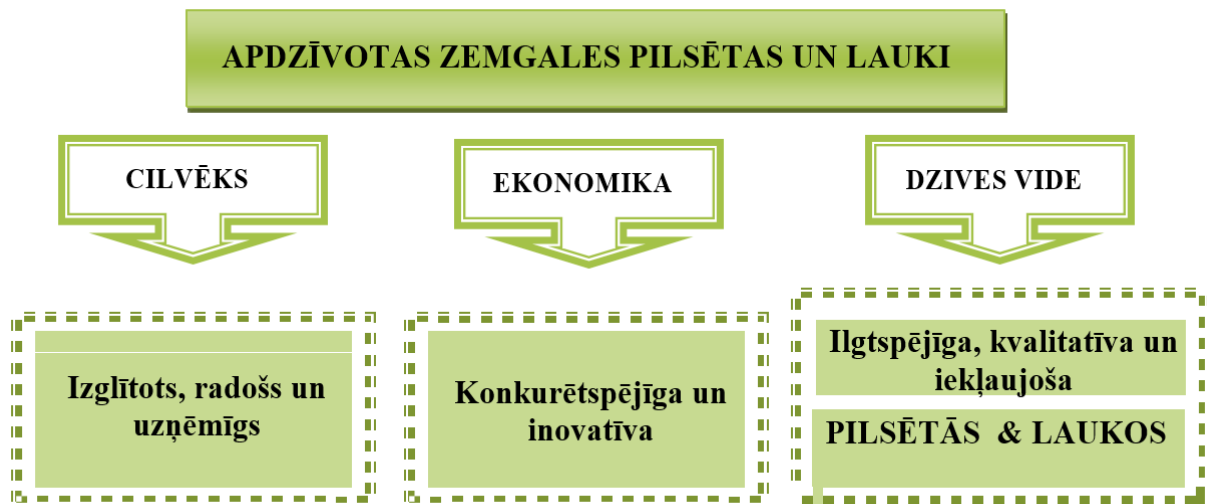 APDZĪVOTAS ZEMGALES PILSĒTAS UN LAUKI
CILVĒKS
EKONOMIKA
DZIVES VIDE
Izglītots, radošs un
uzņēmīgs
Konkurētspējīga un
inovatīva
Ilgtspējīga, kvalitatīva un
iekļaujoša
PILSĒTĀS & LAUKOS